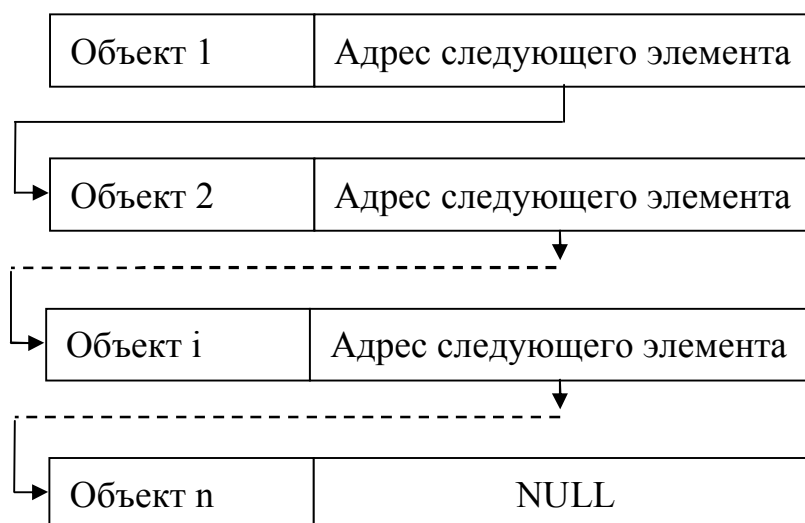 Объект 1 Адрес следующего элемента
Объект 2 Адрес следующего элемента
Объект i Адрес следующего элемента
Объект n NULL